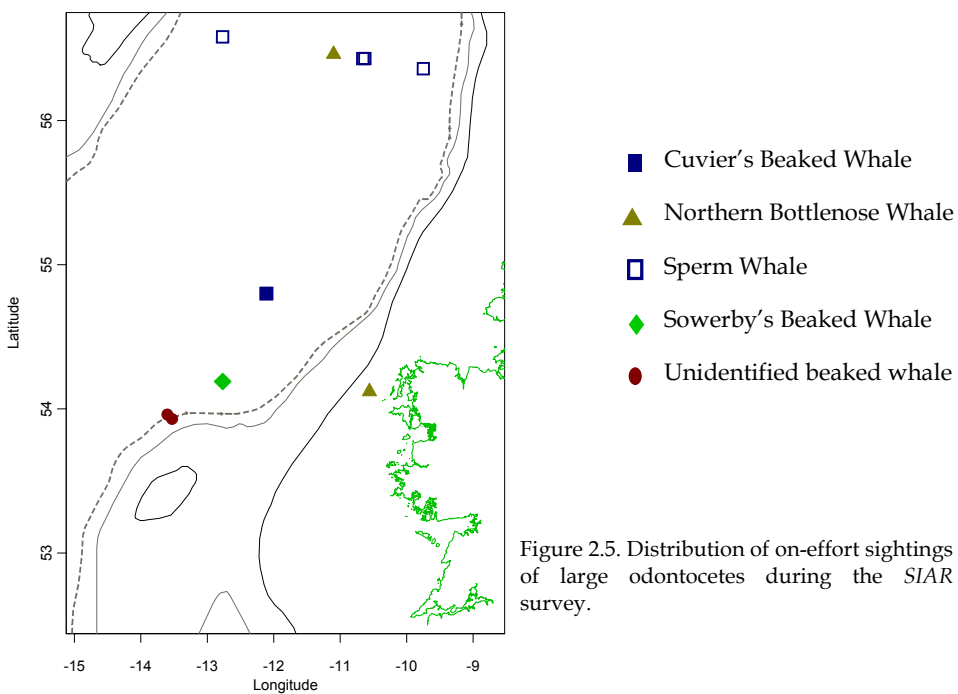 56
55
54
53
Latitude
-15 -14 -13 -12 -11 -10 -9
Longitude
Cuvier's Beaked Whale
Northern Bottlenose Whale
Sperm Whale
Sowerby's Beaked Whale
Unidentified beaked whale
Figure 2.5. Distribution of on-effort sightings
of large odontocetes during the SIAR
survey.